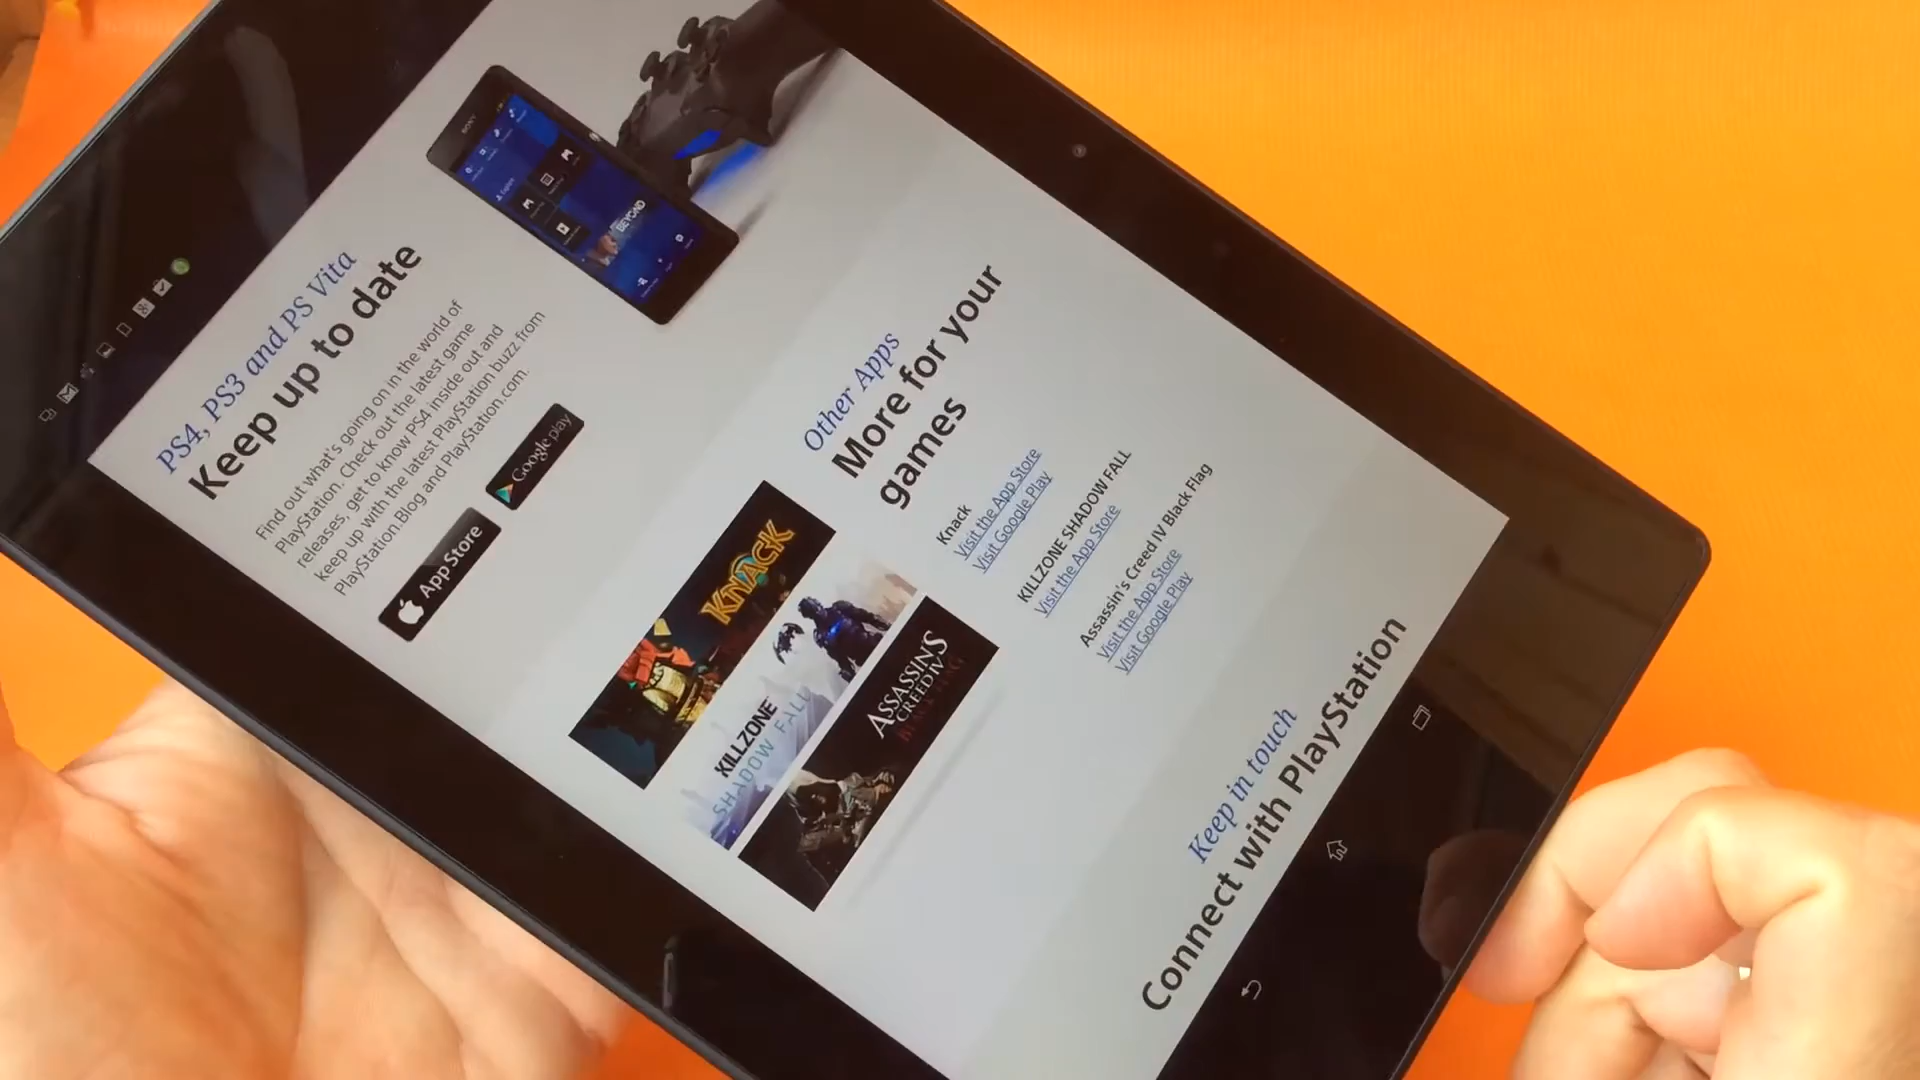 SONY
BEYOND
PS4, PS3 and PS Vita
Keep up to date
Find out what's going on in the world of
PlayStation. Check out the latest game
releases, get to know PS4 inside out and
keep up with the latest PlayStation buzz from
PlayStation.Blog and PlayStation.com.
App Store
Google play
Other Apps
More for your
games
KNACK
KILLZONE
SHADOW FALL
ASSASSIN'S
CREED IV
BLACK FLAG
Knack
Visit the App Store
Visit Google Play
KILLZONE SHADOW FALL
Visit the App Store
Assassin's Creed IV Black Flag
Visit the App Store
Visit Google Play
Keep in touch
Connect with PlayStation